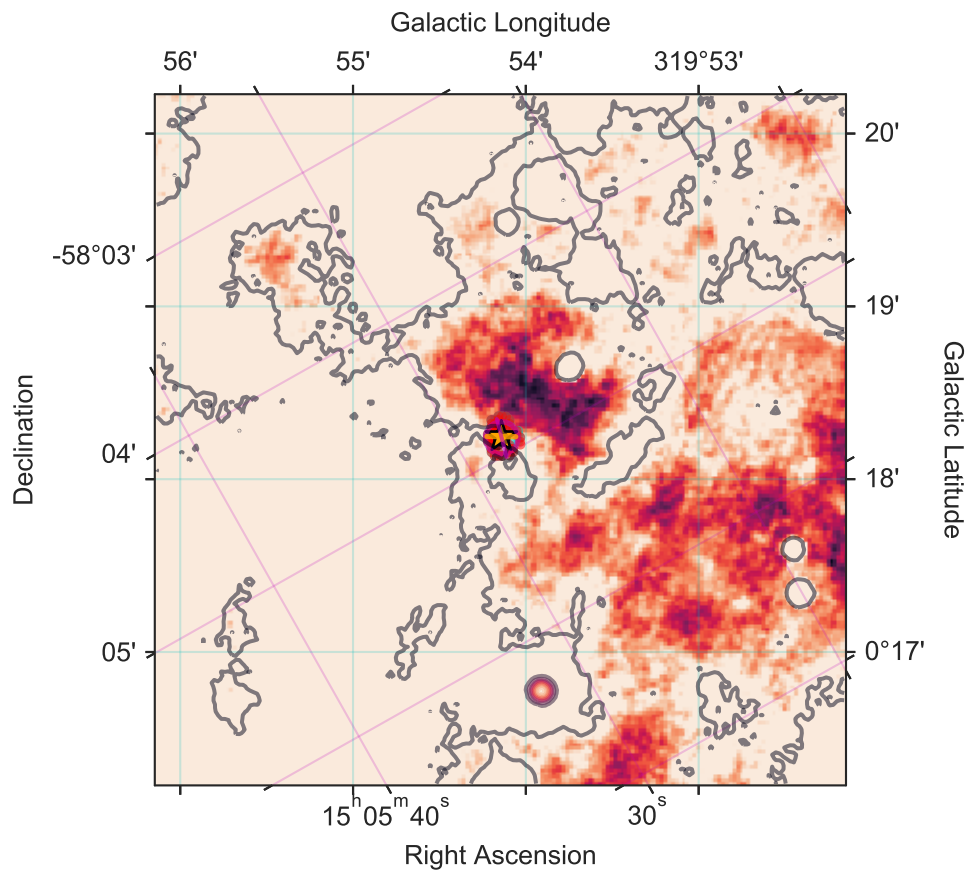 Galactic Longitude
56' 55' 54' 319°53'
20'
-58°03'
19'
Declination
Galactic Latitude
04'
18'
05'
0°17'
15ʰ05ᵐ40ˢ 30ˢ
Right Ascension